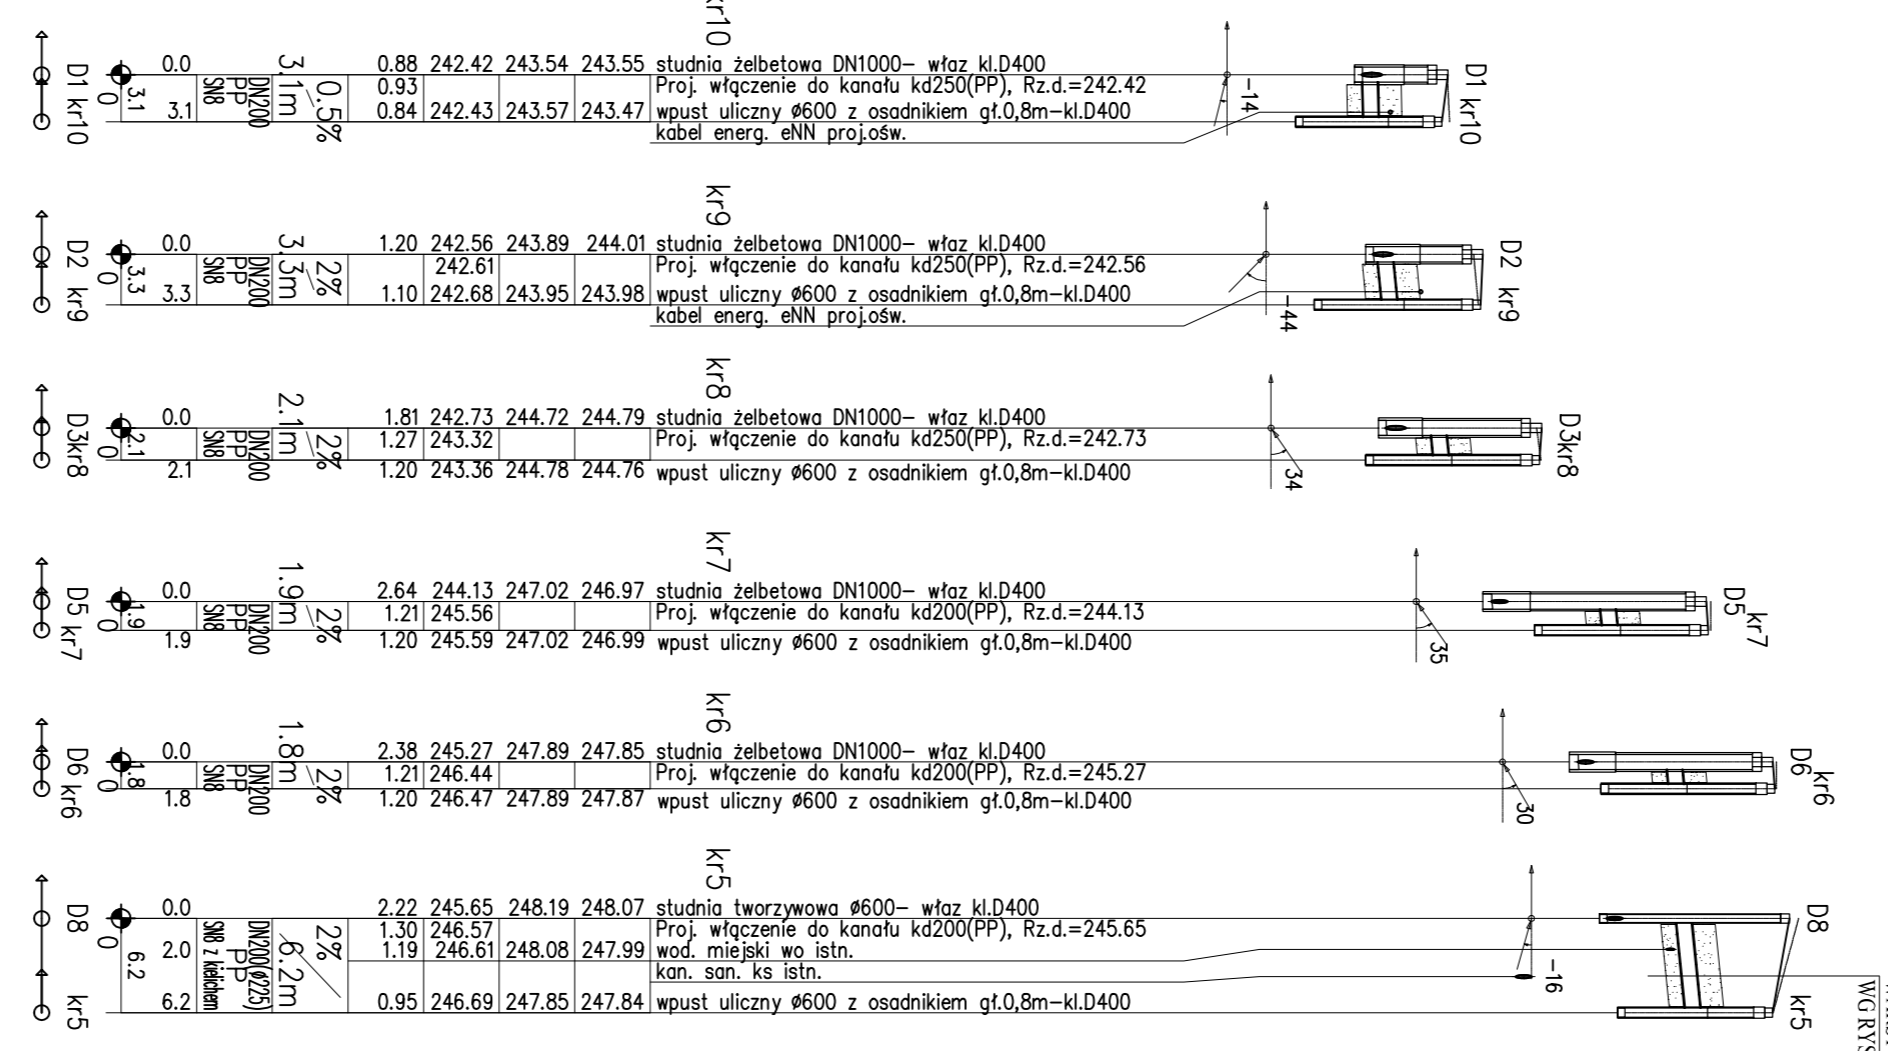 kr10
D1 kr10
0 3.1
0.0 DN200 PP SN8 3.1m 0.5% 0.88 242.42 243.54 243.55 studnia żelbetowa DN1000– właz kl.D400
0.93 Proj. włączenie do kanału kd250(PP), Rz.d.=242.42
3.1 0.84 242.43 243.57 243.47 wpust uliczny ø600 z osadnikiem gł.0,8m–kl.D400
kabel energ. eNN proj.ośw.
-14
D1 kr10
kr9
D2 kr9
0 3.3
0.0 DN200 PP SN8 3.3m 2% 1.20 242.56 243.89 244.01 studnia żelbetowa DN1000– właz kl.D400
242.61 Proj. włączenie do kanału kd250(PP), Rz.d.=242.56
3.3 1.10 242.68 243.95 243.98 wpust uliczny ø600 z osadnikiem gł.0,8m–kl.D400
kabel energ. eNN proj.ośw.
-44
D2 kr9
kr8
D3kr8
0 2.1
0.0 DN200 PP SN8 2.1m 2% 1.81 242.73 244.72 244.79 studnia żelbetowa DN1000– właz kl.D400
1.27 243.32 Proj. włączenie do kanału kd250(PP), Rz.d.=242.73
2.1 1.20 243.36 244.78 244.76 wpust uliczny ø600 z osadnikiem gł.0,8m–kl.D400
34
D3kr8
kr7
D5 kr7
0 1.9
0.0 DN200 PP SN8 1.9m 2% 2.64 244.13 247.02 246.97 studnia żelbetowa DN1000– właz kl.D400
1.21 245.56 Proj. włączenie do kanału kd200(PP), Rz.d.=244.13
1.9 1.20 245.59 247.02 246.99 wpust uliczny ø600 z osadnikiem gł.0,8m–kl.D400
35
D5 kr7
kr6
D6 kr6
0 1.8
0.0 DN200 PP SN8 1.8m 2% 2.38 245.27 247.89 247.85 studnia żelbetowa DN1000– właz kl.D400
1.21 246.44 Proj. włączenie do kanału kd200(PP), Rz.d.=245.27
1.8 1.20 246.47 247.89 247.87 wpust uliczny ø600 z osadnikiem gł.0,8m–kl.D400
30
D6 kr6
kr5
D8 kr5
0 6.2
0.0 DN200(ø225) PP SN8 z kielichem 6.2m 2% 2.22 245.65 248.19 248.07 studnia tworzywowa ø600– właz kl.D400
1.30 246.57 Proj. włączenie do kanału kd200(PP), Rz.d.=245.65
2.0 1.19 246.61 248.08 247.99 wod. miejski wo istn.
kan. san. ks istn.
6.2 0.95 246.69 247.85 247.84 wpust uliczny ø600 z osadnikiem gł.0,8m–kl.D400
-16
D8 kr5
WG RYS